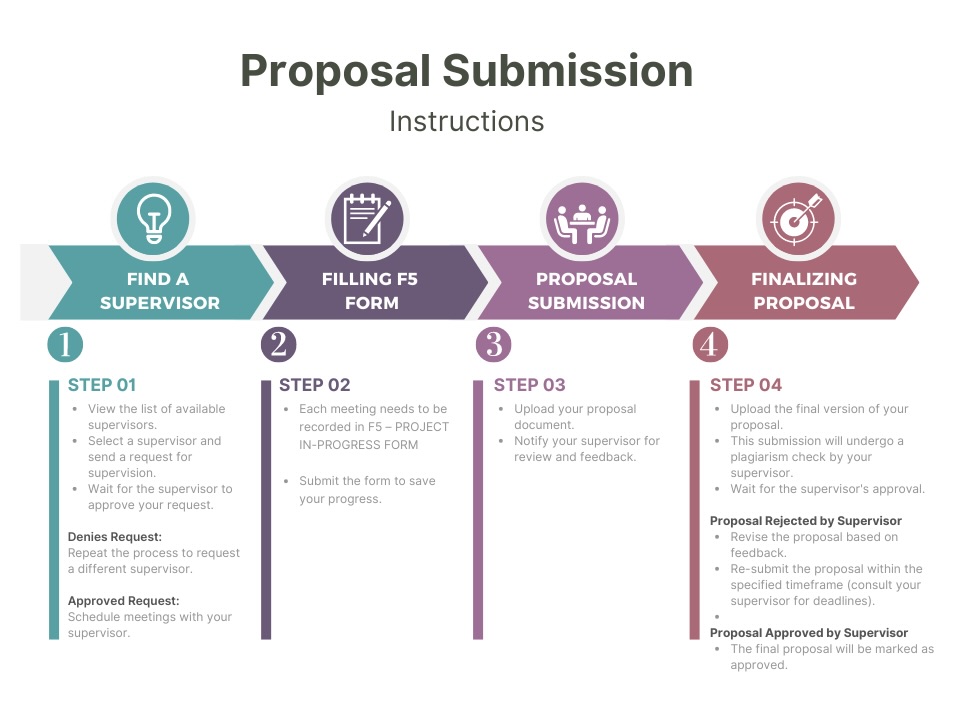 Proposal Submission
Instructions
FIND A
SUPERVISOR
FILLING F5
FORM
PROPOSAL
SUBMISSION
FINALIZING
PROPOSAL
1
2
3
4
STEP 01
• View the list of available
supervisors.
• Select a supervisor and
send a request for
supervision.
• Wait for the supervisor to
approve your request.
Denies Request:
Repeat the process to request
a different supervisor.
Approved Request:
Schedule meetings with your
supervisor.
STEP 02
• Each meeting needs to be
recorded in F5 – PROJECT
IN-PROGRESS FORM
• Submit the form to save
your progress.
STEP 03
• Upload your proposal
document.
• Notify your supervisor for
review and feedback.
STEP 04
• Upload the final version of your
proposal.
• This submission will undergo a
plagiarism check by your
supervisor.
• Wait for the supervisor's approval.
Proposal Rejected by Supervisor
• Revise the proposal based on
feedback.
• Re-submit the proposal within the
specified timeframe (consult your
supervisor for deadlines).
•
Proposal Approved by Supervisor
• The final proposal will be marked as
approved.